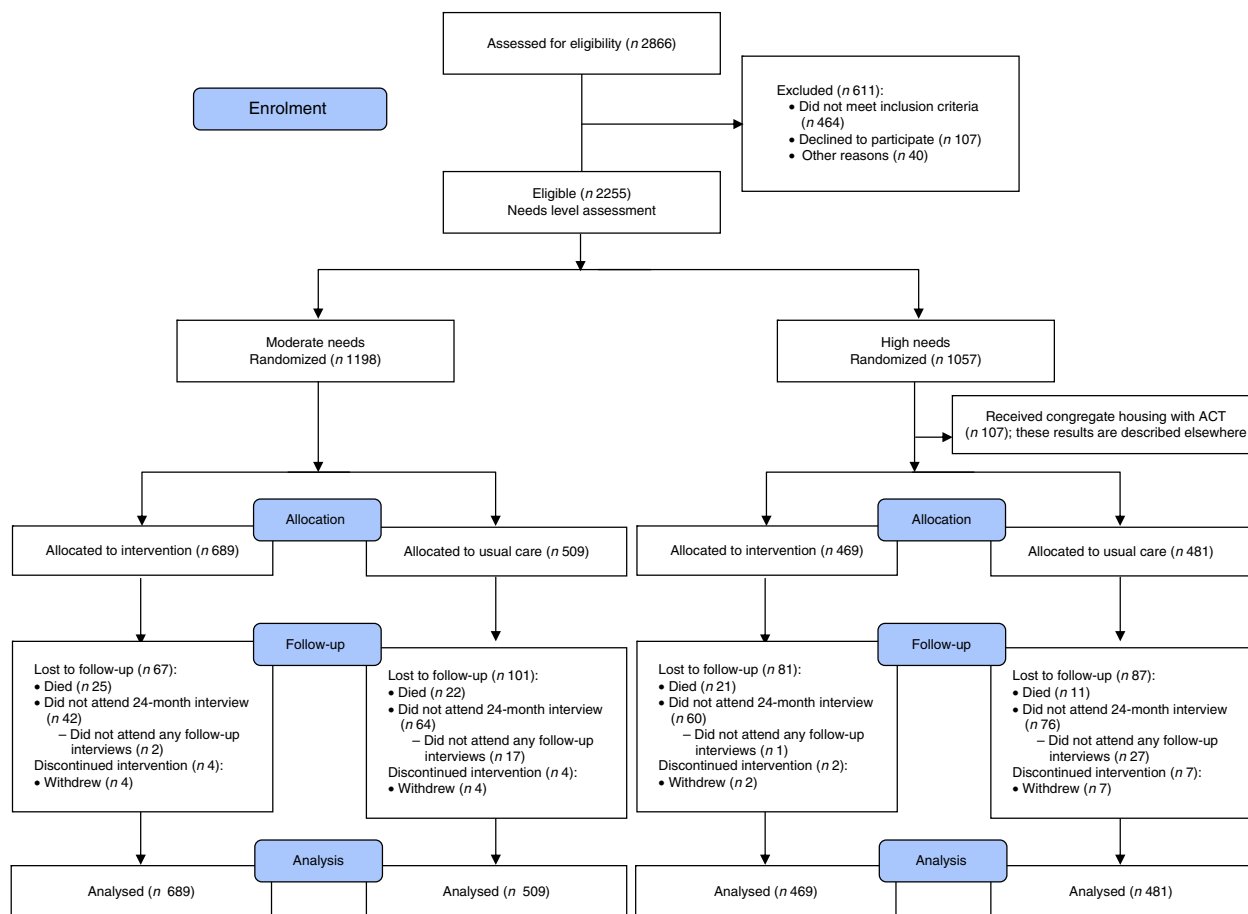 Assessed for eligibility (n 2866)
Enrolment
Excluded (n 611):
• Did not meet inclusion criteria
(n 464)
• Declined to participate (n 107)
• Other reasons (n 40)
Eligible (n 2255)
Needs level assessment
Moderate needs
Randomized (n 1198)
High needs
Randomized (n 1057)
Received congregate housing with ACT
(n 107); these results are described elsewhere
Allocation
Allocated to intervention (n 689)
Allocated to usual care (n 509)
Allocation
Allocated to intervention (n 469)
Allocated to usual care (n 481)
Follow-up
Lost to follow-up (n 67):
• Died (n 25)
• Did not attend 24-month interview
(n 42)
– Did not attend any follow-up
interviews (n 2)
Discontinued intervention (n 4):
• Withdrew (n 4)
Lost to follow-up (n 101):
• Died (n 22)
• Did not attend 24-month interview
(n 64)
– Did not attend any follow-up
interviews (n 17)
Discontinued intervention (n 4):
• Withdrew (n 4)
Follow-up
Lost to follow-up (n 81):
• Died (n 21)
• Did not attend 24-month interview
(n 60)
– Did not attend any follow-up
interviews (n 1)
Discontinued intervention (n 2):
• Withdrew (n 2)
Lost to follow-up (n 87):
• Died (n 11)
• Did not attend 24-month interview
(n 76)
– Did not attend any follow-up
interviews (n 27)
Discontinued intervention (n 7):
• Withdrew (n 7)
Analysis
Analysed (n 689)
Analysed (n 509)
Analysis
Analysed (n 469)
Analysed (n 481)